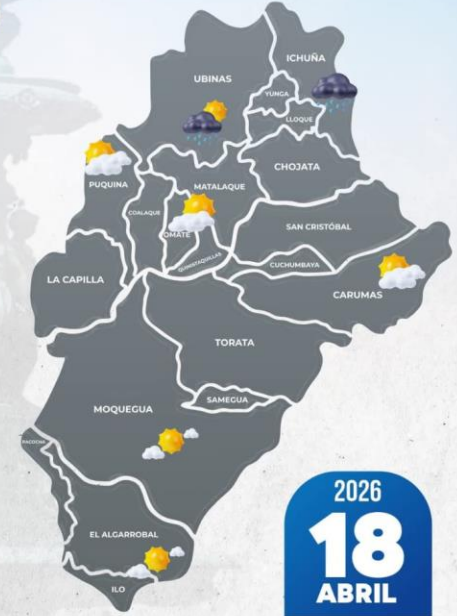 ICHUÑA
UBINAS
YUNGA
LLOQUE
CHOJATA
PUQUINA
MATALAQUE
COALAQUE
OMATE
QUINISTAQUILLAS
SAN CRISTÓBAL
CUCHUMBAYA
LA CAPILLA
CARUMAS
TORATA
SAMEGUA
MOQUEGUA
PACOCHA
EL ALGARROBAL
ILO
2026
18
ABRIL